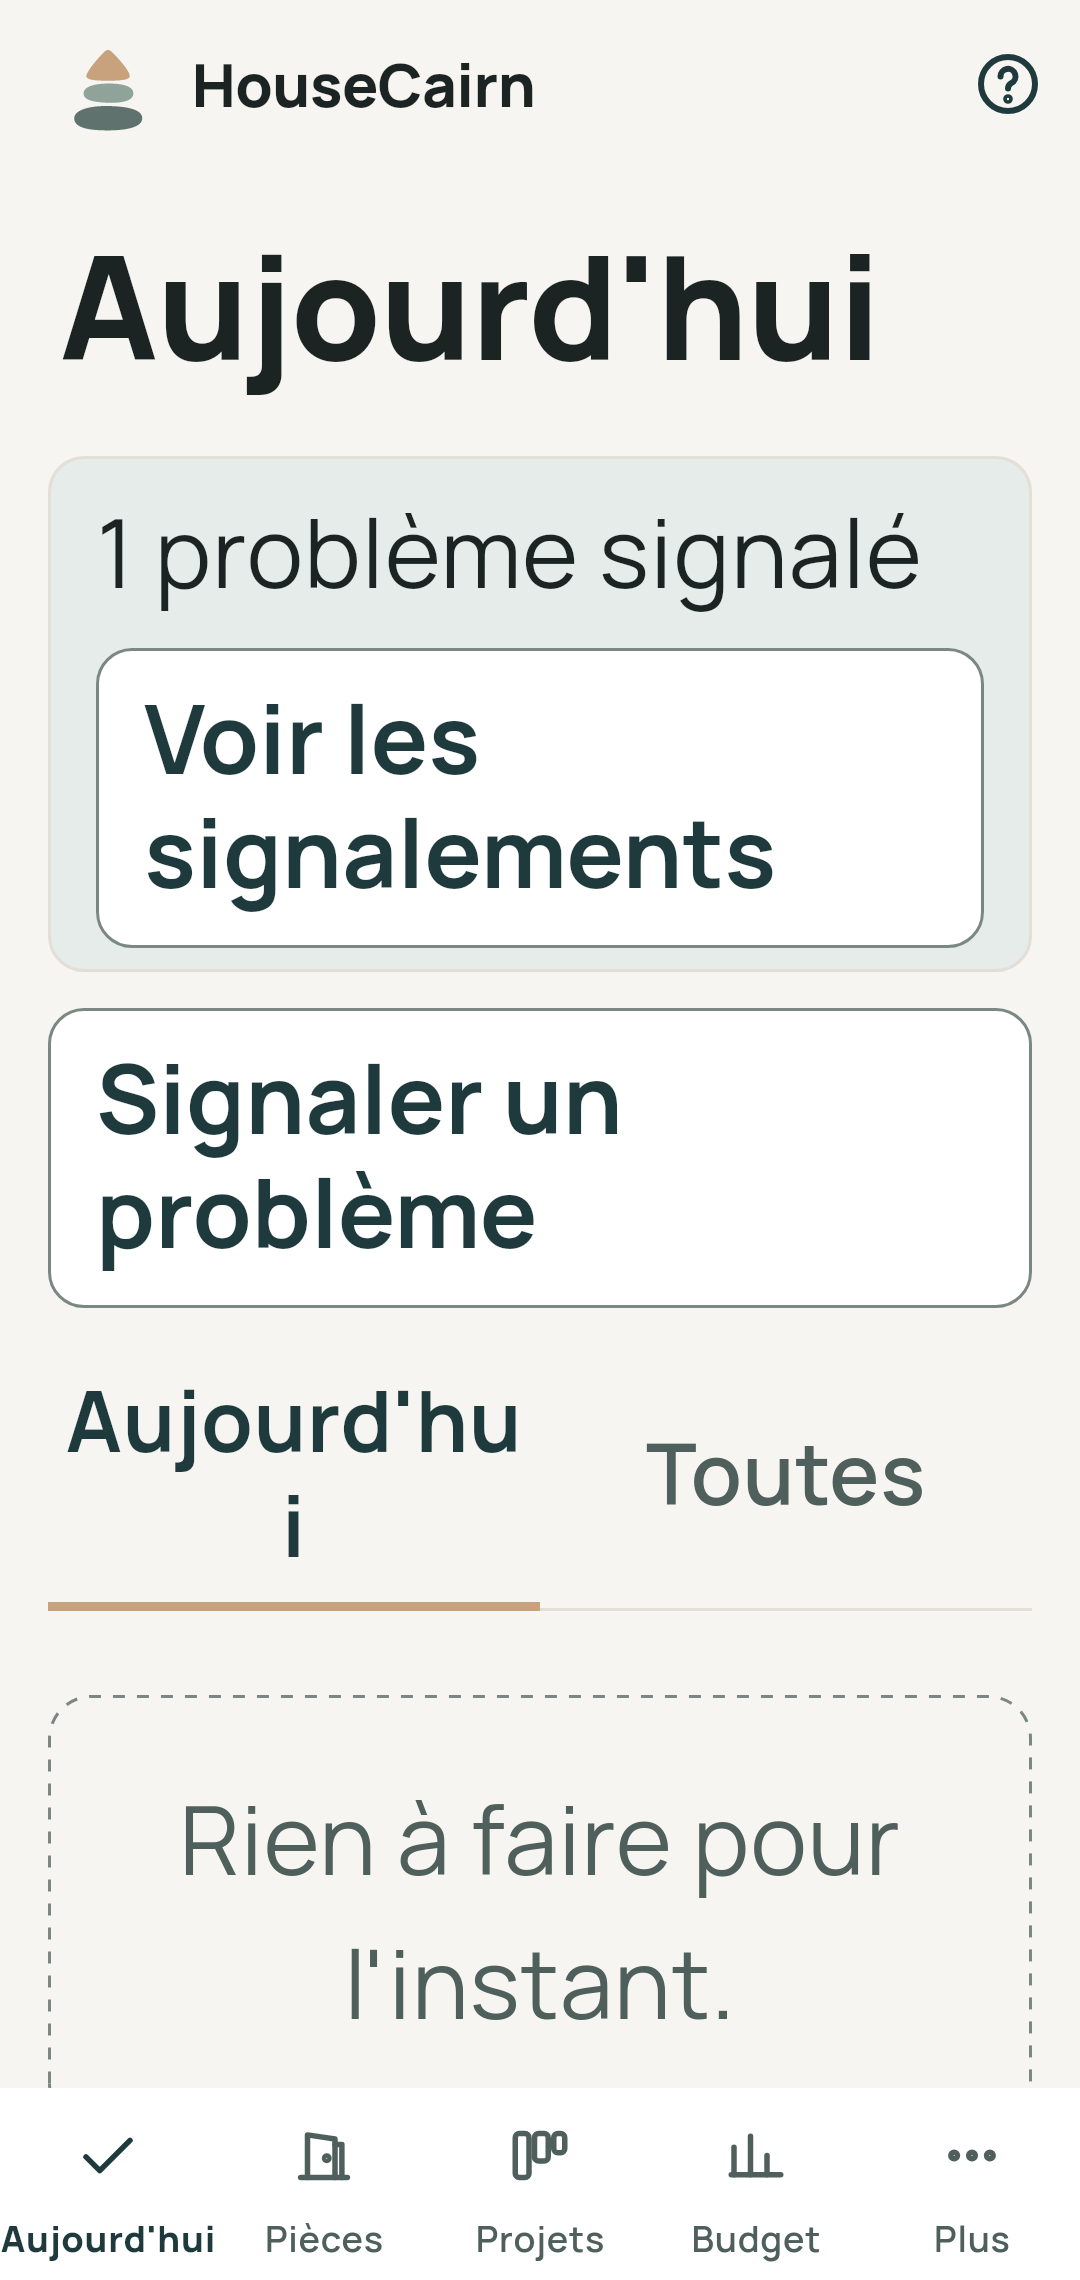 HouseCairn
Aujourd'hui
1 problème signalé
Voir les
signalements
Signaler un
problème
Aujourd'hu
i
Toutes
Rien à faire pour
l'instant.
Aujourd'hui
Pièces
Projets
Budget
Plus